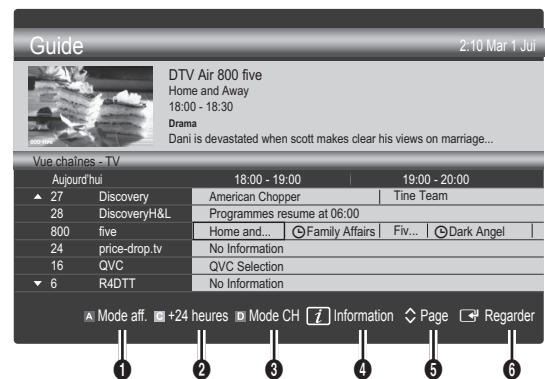 Guide 2:10 Mar 1 Jui
DTV Air 800 five
Home and Away
18:00 - 18:30
Drama
Dani is devastated when scott makes clear his views on marriage...
800 five
Vue chaînes - TV
Aujourd'hui 18:00 - 19:00 19:00 - 20:00
▲ 27 Discovery American Chopper Tine Team
28 DiscoveryH&L Programmes resume at 06:00
800 five Home and... Family Affairs Fiv... Dark Angel
24 price-drop.tv No Information
16 QVC QVC Selection
▼ 6 R4DTT No Information
A Mode aff. C +24 heures D Mode CH i Information Page Regarder
1 2 3 4 5 6